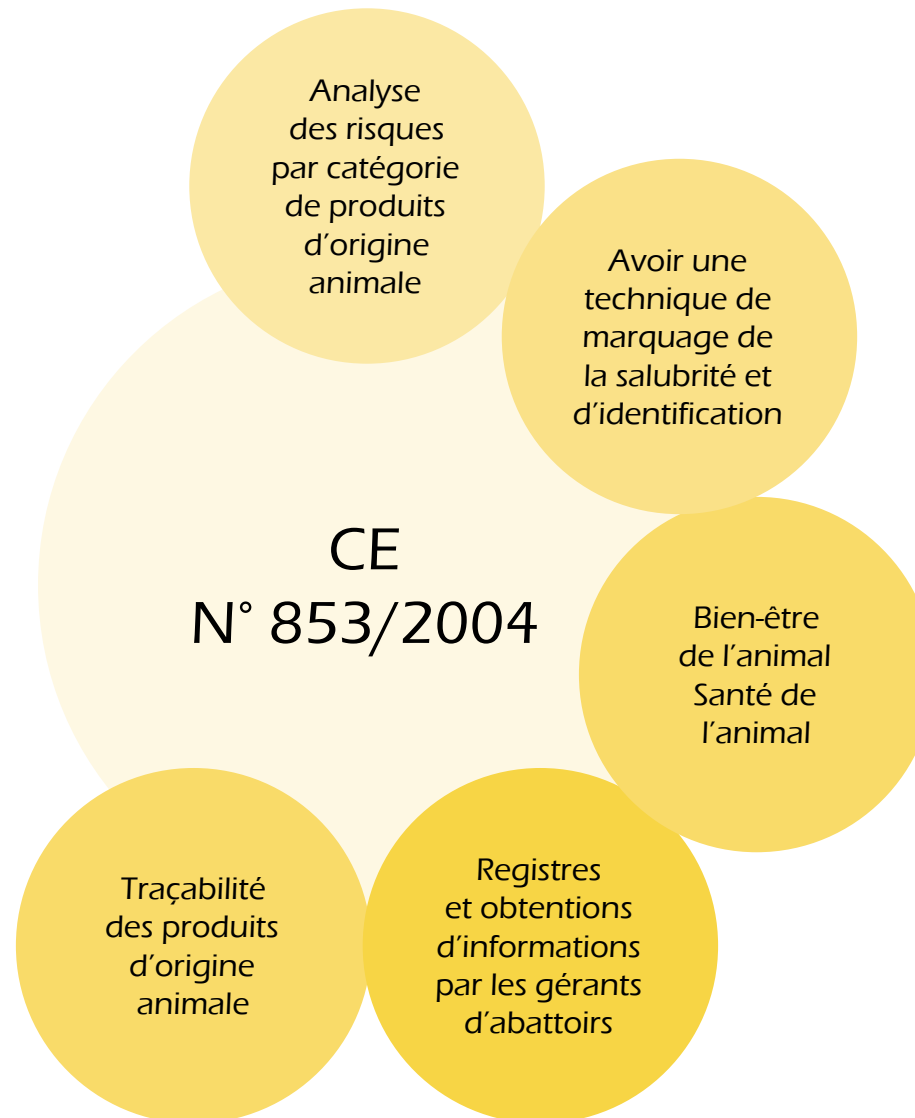 Analyse
des risques
par catégorie
de produits
d'origine
animale
Avoir une
technique de
marquage de
la salubrité et
d'identification
CE
N° 853/2004
Bien-être
de l'animal
Santé de
l'animal
Registres
et obtentions
d'informations
par les gérants
d'abattoirs
Traçabilité
des produits
d'origine
animale